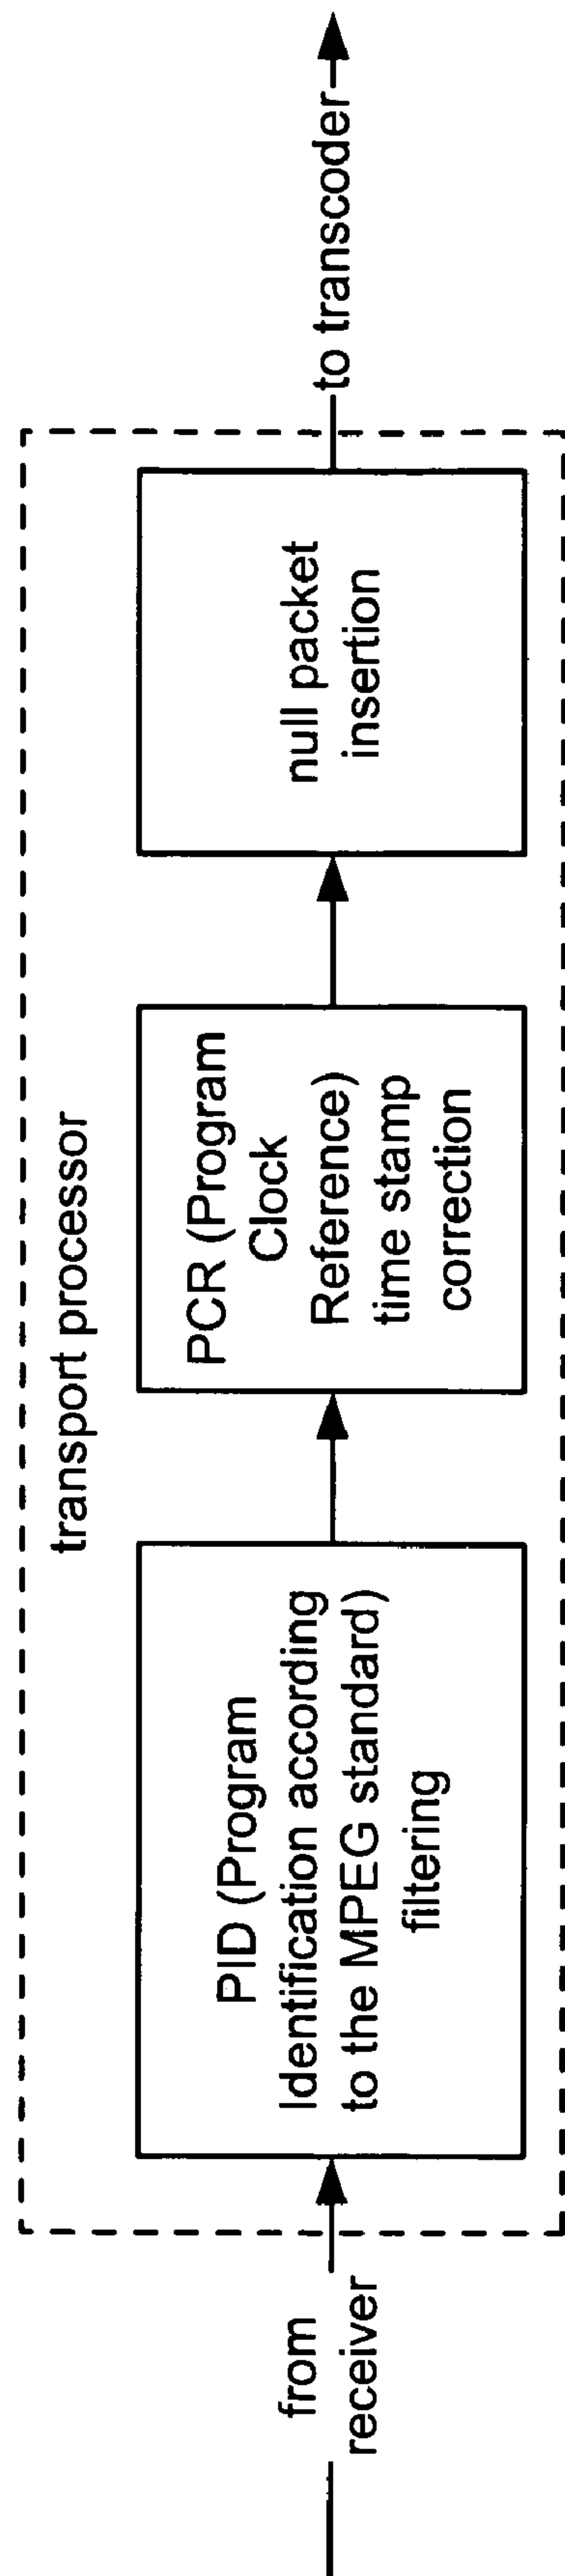 transport processor
from
receiver
PID (Program
Identification according
to the MPEG standard)
filtering
PCR (Program
Clock
Reference)
time stamp
correction
null packet
insertion
to transcoder